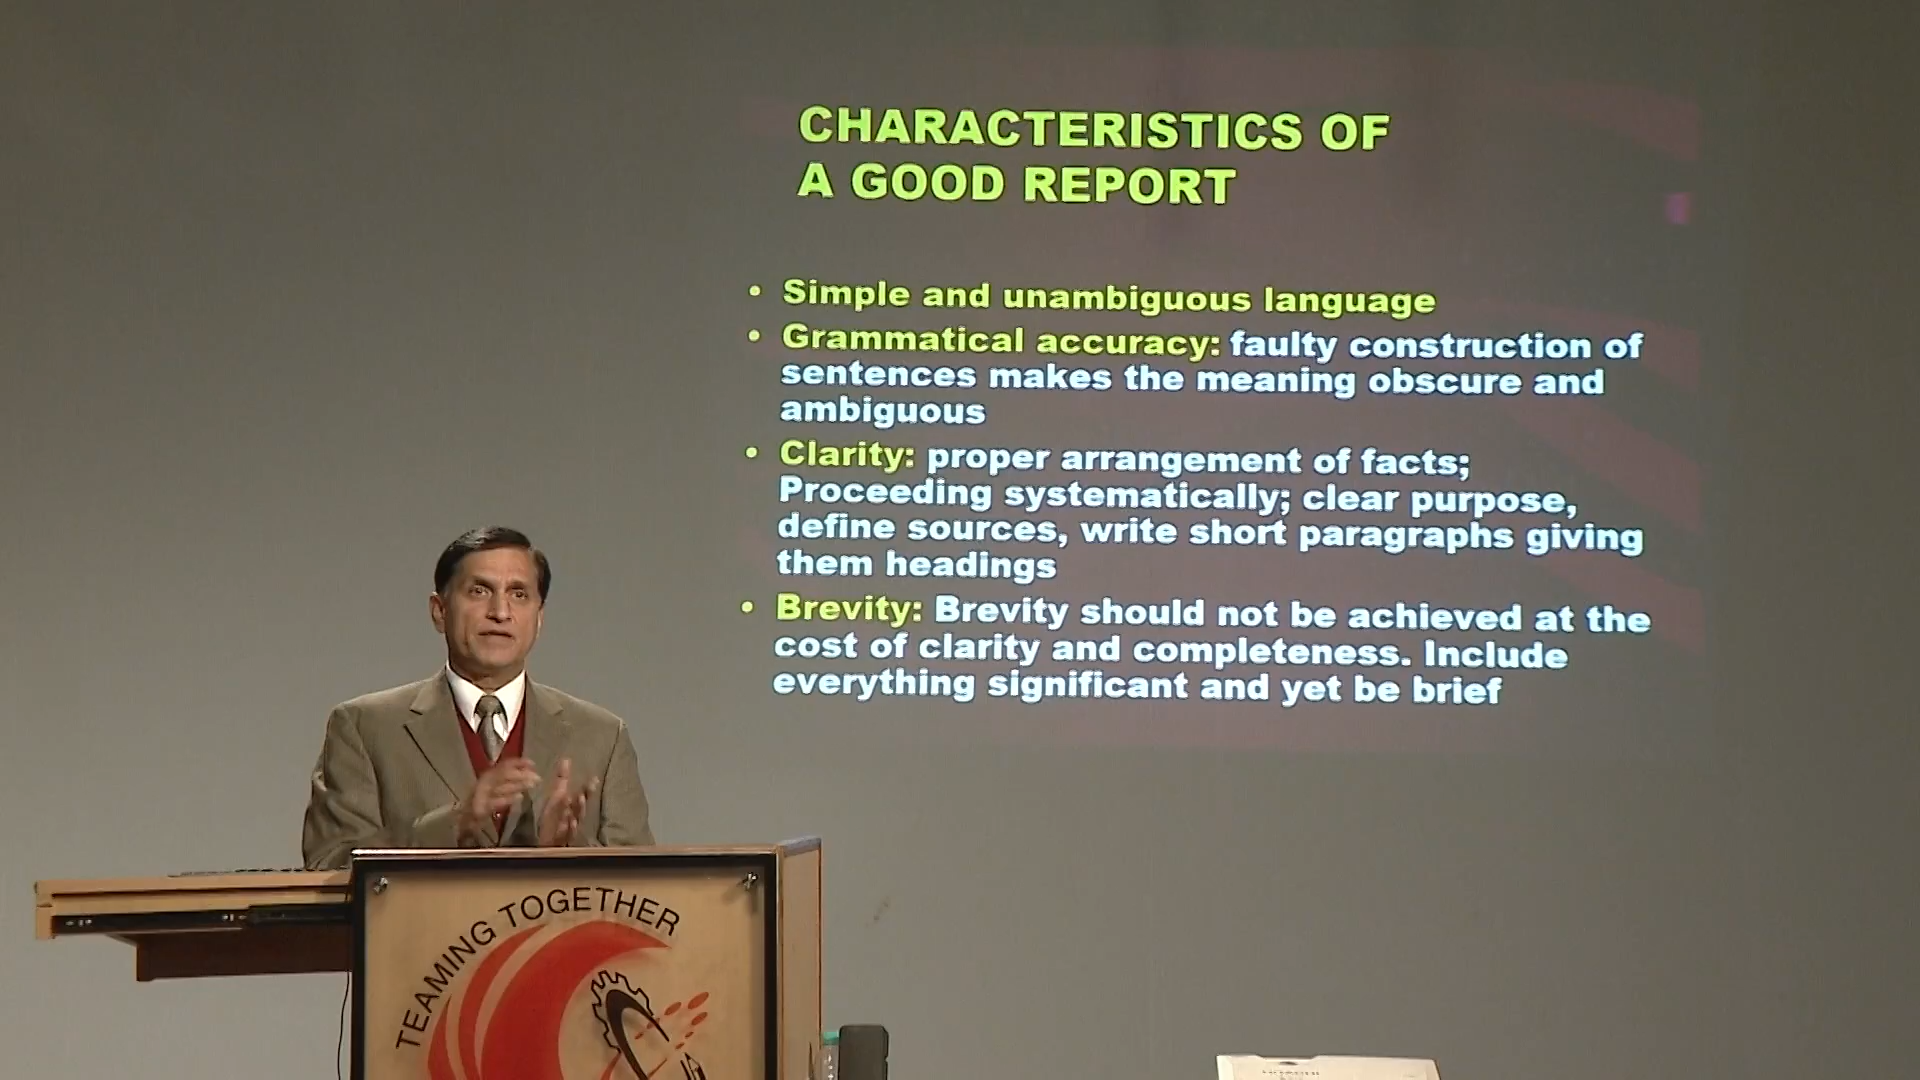 CHARACTERISTICS OF
A GOOD REPORT
• Simple and unambiguous language
• Grammatical accuracy: faulty construction of
sentences makes the meaning obscure and
ambiguous
• Clarity: proper arrangement of facts;
Proceeding systematically; clear purpose,
define sources, write short paragraphs giving
them headings
• Brevity: Brevity should not be achieved at the
cost of clarity and completeness. Include
everything significant and yet be brief
TEAMING TOGETHER